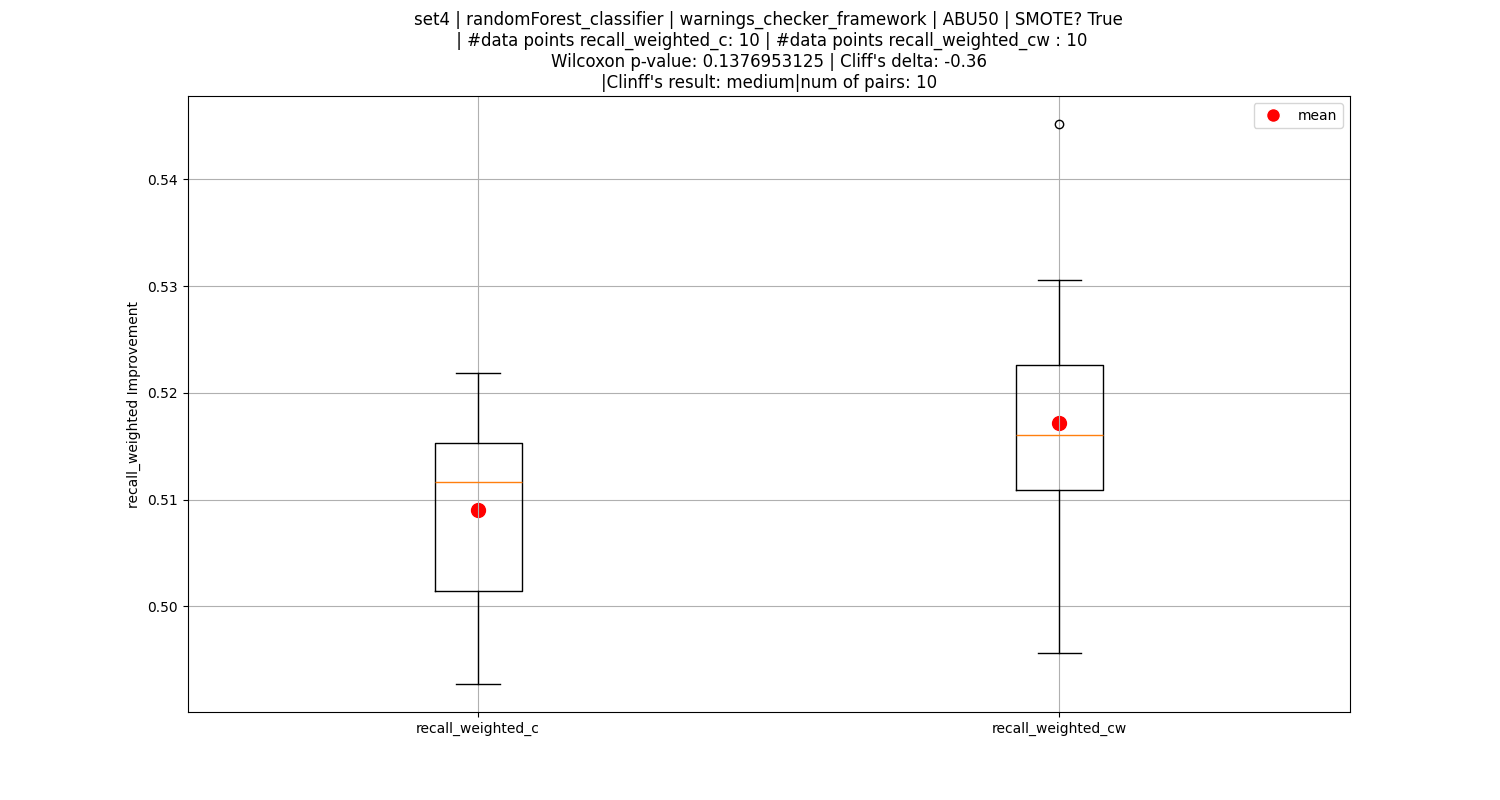 set4 | randomForest_classifier | warnings_checker_framework | ABU50 | SMOTE? True
| #data points recall_weighted_c: 10 | #data points recall_weighted_cw : 10
Wilcoxon p-value: 0.1376953125 | Cliff's delta: -0.36
|Clinff's result: medium|num of pairs: 10
mean
recall_weighted Improvement
0.54
0.53
0.52
0.51
0.50
recall_weighted_c
recall_weighted_cw